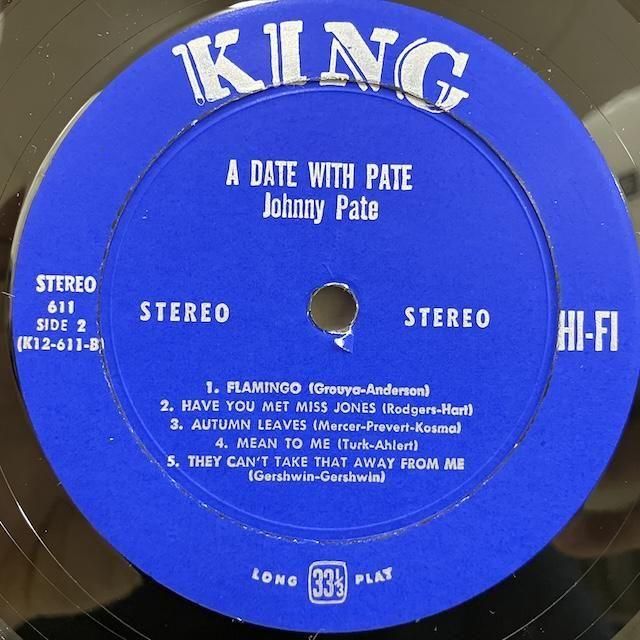 KING
A DATE WITH PATE
Johnny Pate
STEREO
611
SIDE 2
(K12-611-B)
STEREO
STEREO
HI-FI
1. FLAMINGO (Grouya-Anderson)
2. HAVE YOU MET MISS JONES (Rodgers-Hart)
3. AUTUMN LEAVES (Mercer-Prevert-Kosma)
4. MEAN TO ME (Turk-Ahlert)
5. THEY CAN'T TAKE THAT AWAY FROM ME
(Gershwin-Gershwin)
LONG 33⅓ PLAY